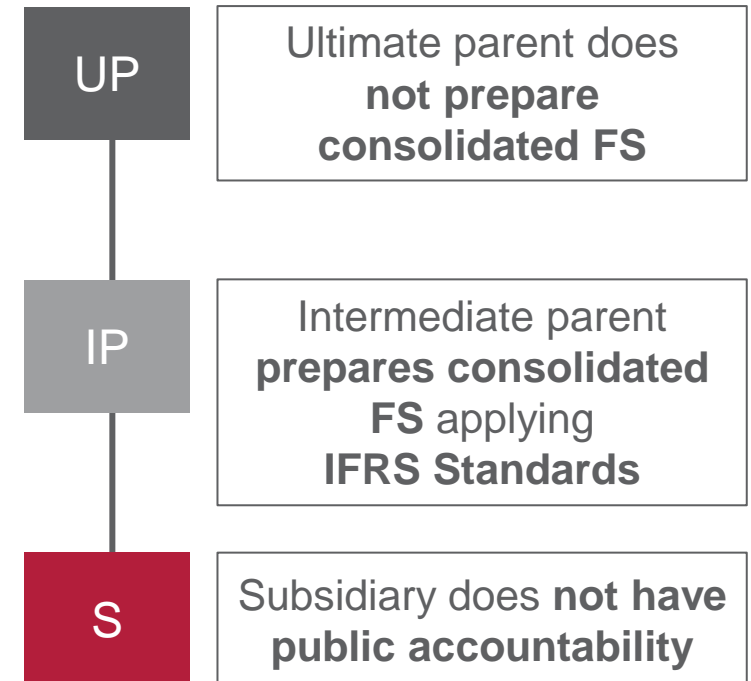 UP
Ultimate parent does
not prepare
consolidated FS
IP
Intermediate parent
prepares consolidated
FS applying
IFRS Standards
S
Subsidiary does not have
public accountability